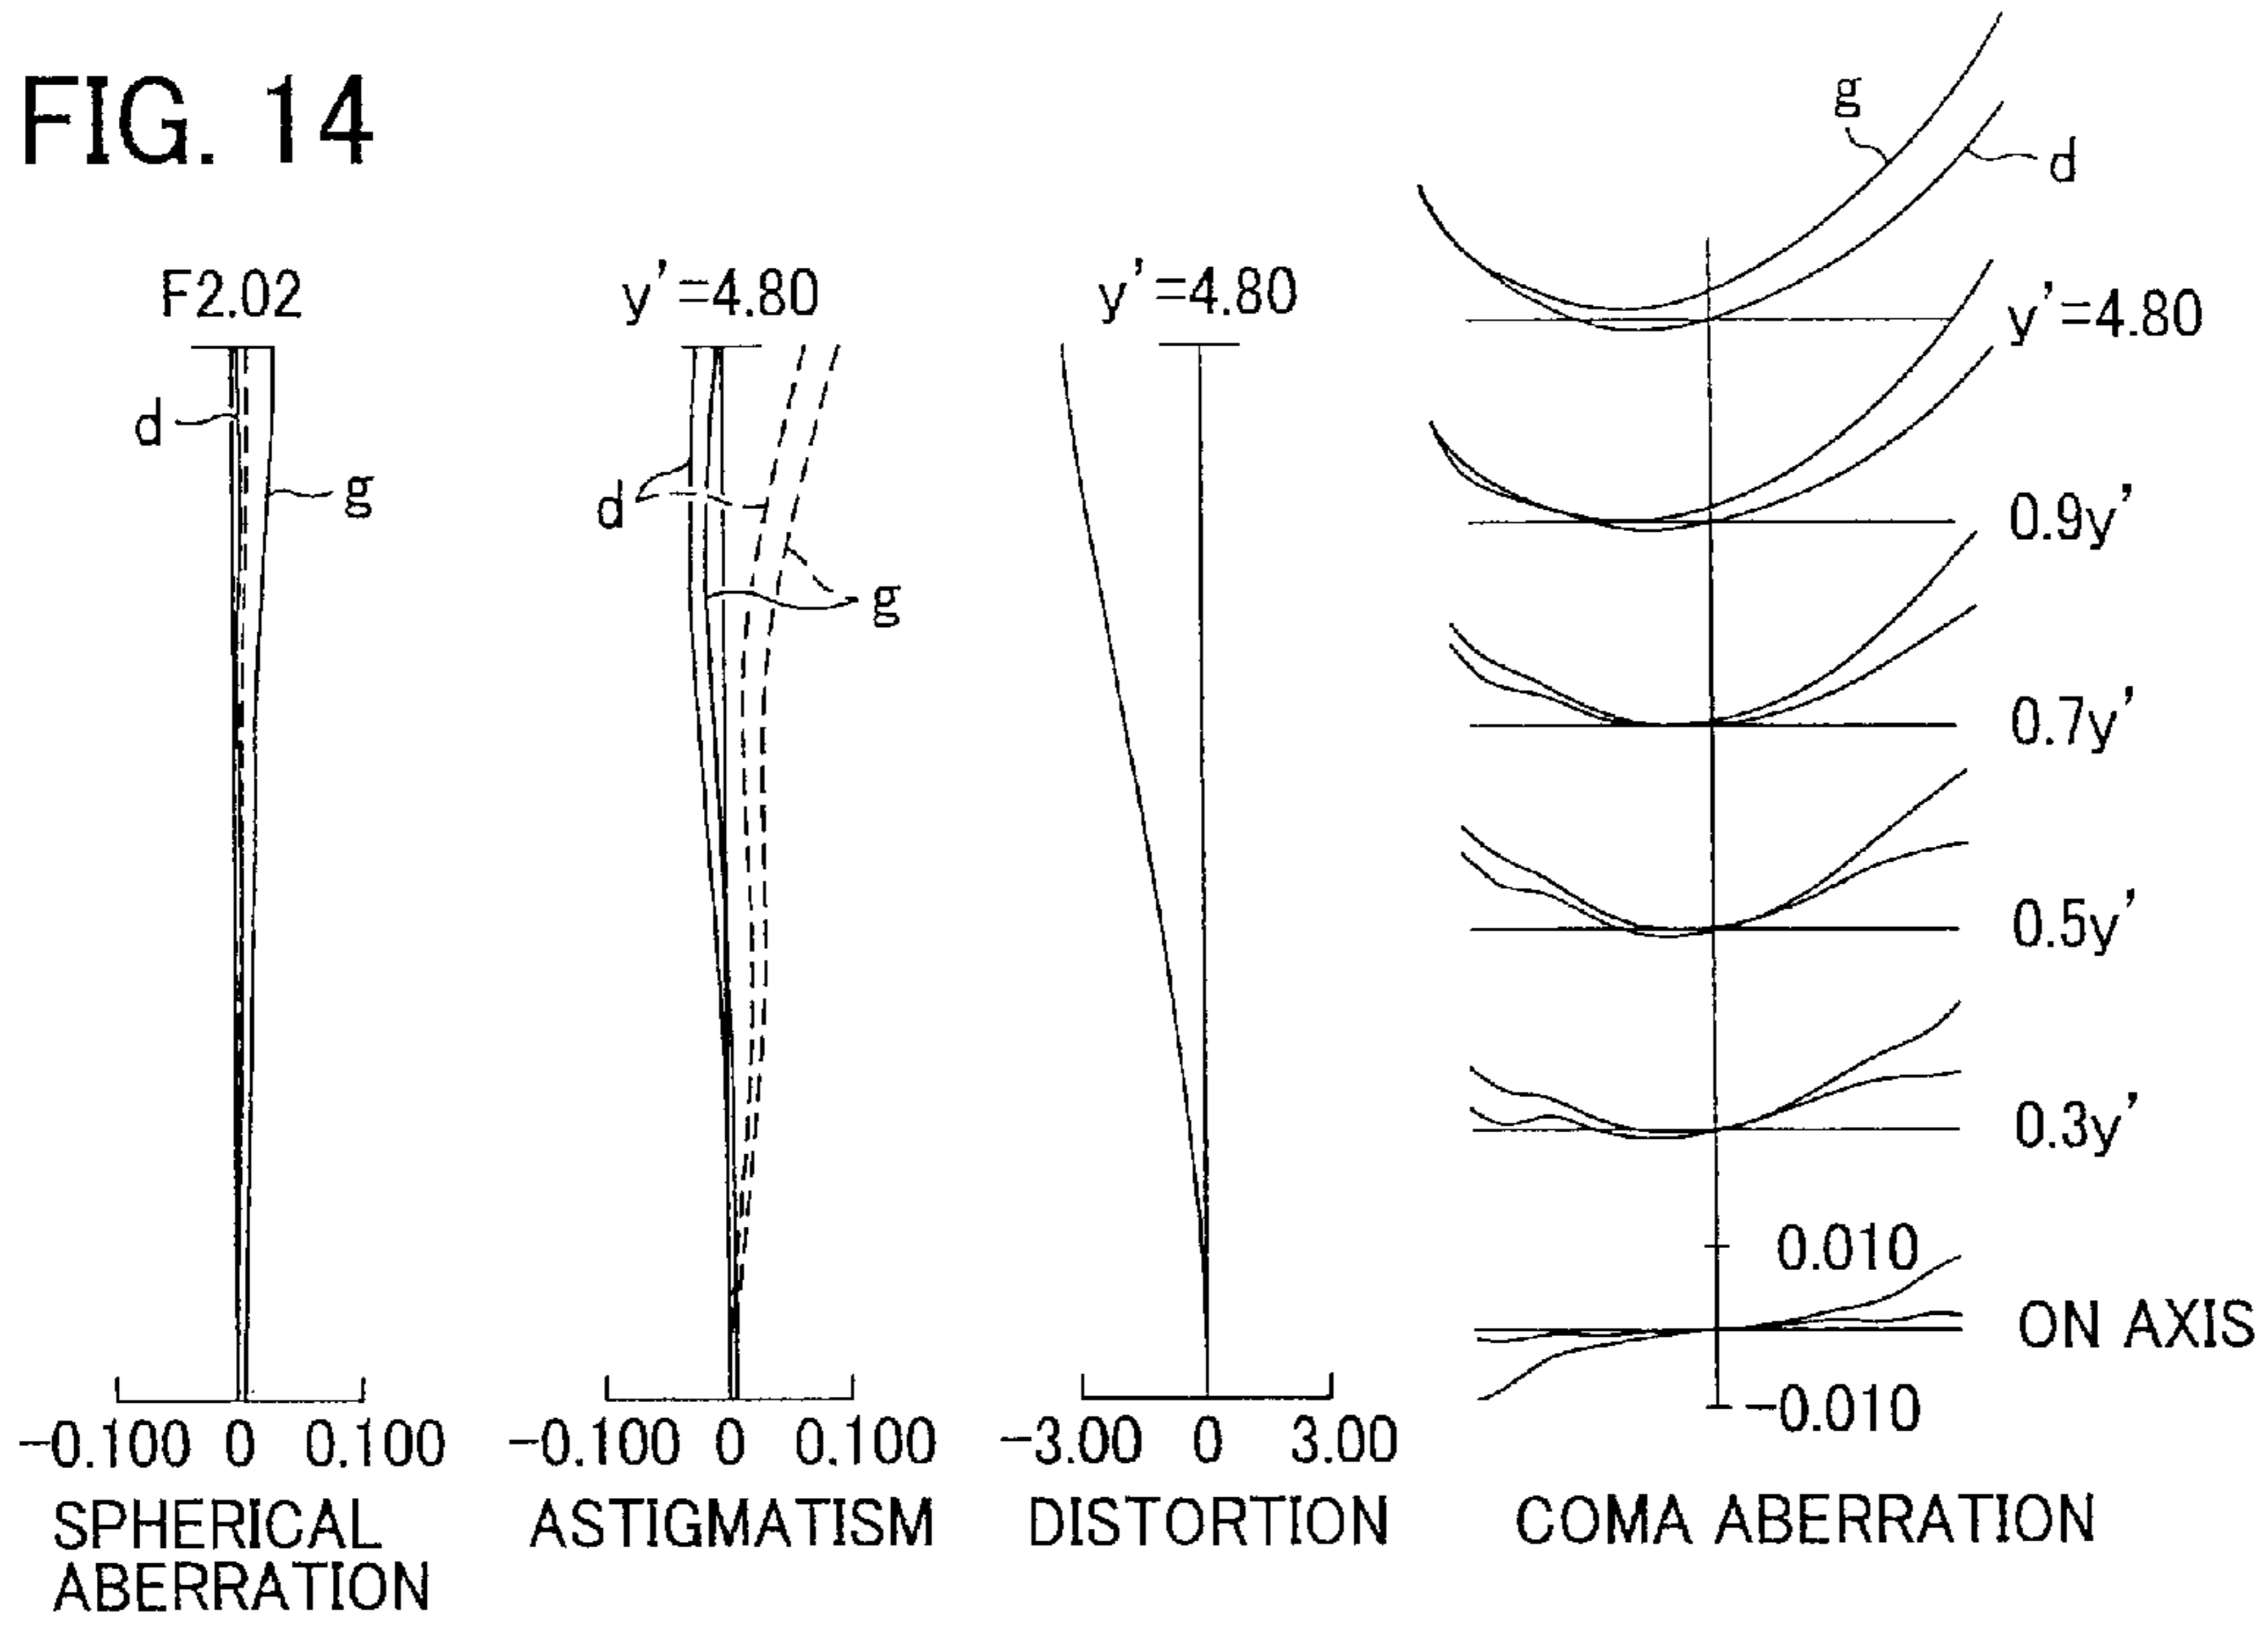 FIG. 14
F2.02
d
g
-0.100 0 0.100
SPHERICAL
ABERRATION
y'=4.80
d
g
-0.100 0 0.100
ASTIGMATISM
y'=4.80
-3.00 0 3.00
DISTORTION
g
d
y'=4.80
0.9y'
0.7y'
0.5y'
0.3y'
0.010
ON AXIS
-0.010
COMA ABERRATION